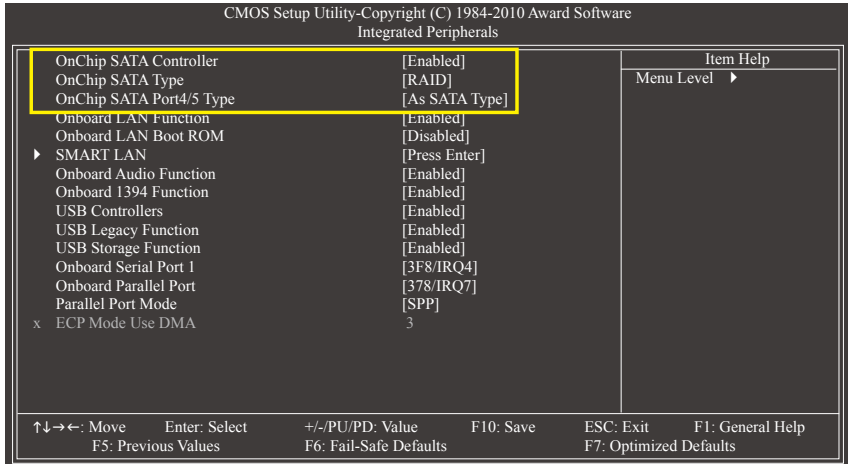 CMOS Setup Utility-Copyright (C) 1984-2010 Award Software
Integrated Peripherals
OnChip SATA Controller [Enabled] Item Help
OnChip SATA Type [RAID] Menu Level ▶
OnChip SATA Port4/5 Type [As SATA Type]
Onboard LAN Function [Enabled]
Onboard LAN Boot ROM [Disabled]
▶ SMART LAN [Press Enter]
Onboard Audio Function [Enabled]
Onboard 1394 Function [Enabled]
USB Controllers [Enabled]
USB Legacy Function [Enabled]
USB Storage Function [Enabled]
Onboard Serial Port 1 [3F8/IRQ4]
Onboard Parallel Port [378/IRQ7]
Parallel Port Mode [SPP]
x ECP Mode Use DMA 3
↑↓→←: Move Enter: Select +/-/PU/PD: Value F10: Save ESC: Exit F1: General Help
F5: Previous Values F6: Fail-Safe Defaults F7: Optimized Defaults